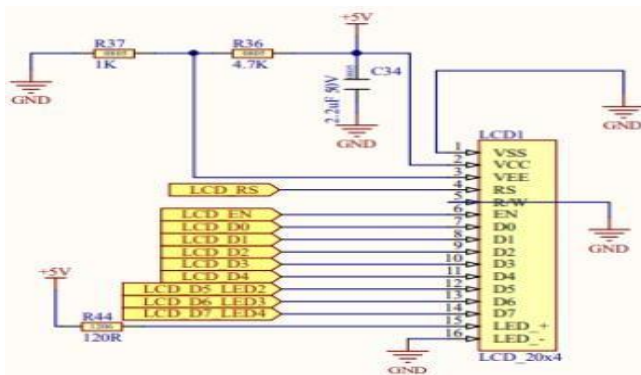 +5V
R37
R36
1K
4.7K
C34
2.2uF 50V
GND
GND
GND
LCD1
1
VSS
2
VCC
3
VEE
LCD_RS
4
RS
5
R/W
LCD_EN
6
EN
LCD_D0
7
D0
LCD_D1
8
D1
GND
LCD_D2
9
D2
LCD_D3
10
D3
LCD_D4
11
D4
+5V
LCD_D5_LED2
12
D5
LCD_D6_LED3
13
D6
LCD_D7_LED4
14
D7
R44
15
LED_+
16
LED_-
120R
GND
LCD_20x4